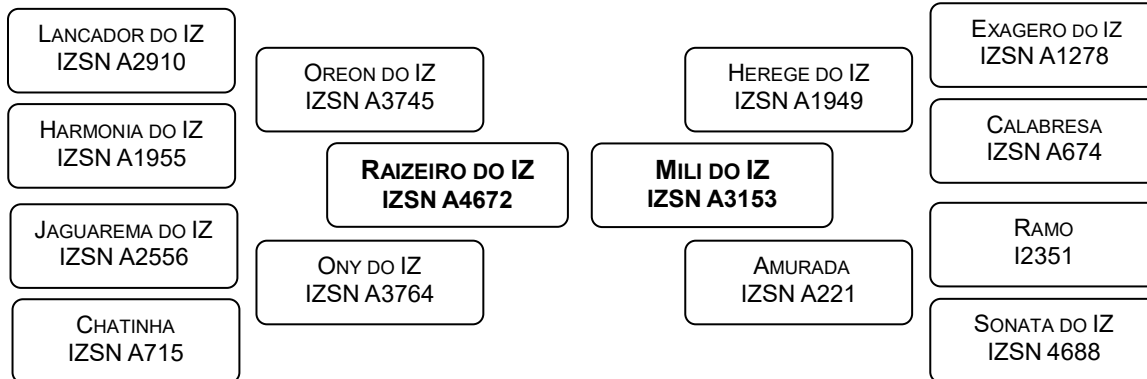 Lancador do IZ
IZSN A2910
Harmonia do IZ
IZSN A1955
Jaguarema do IZ
IZSN A2556
Chatinha
IZSN A715
Oreon do IZ
IZSN A3745
Ony do IZ
IZSN A3764
Raizeiro do IZ
IZSN A4672
Mili do IZ
IZSN A3153
Herege do IZ
IZSN A1949
Amurada
IZSN A221
Exagero do IZ
IZSN A1278
Calabresa
IZSN A674
Ramo
I2351
Sonata do IZ
IZSN 4688